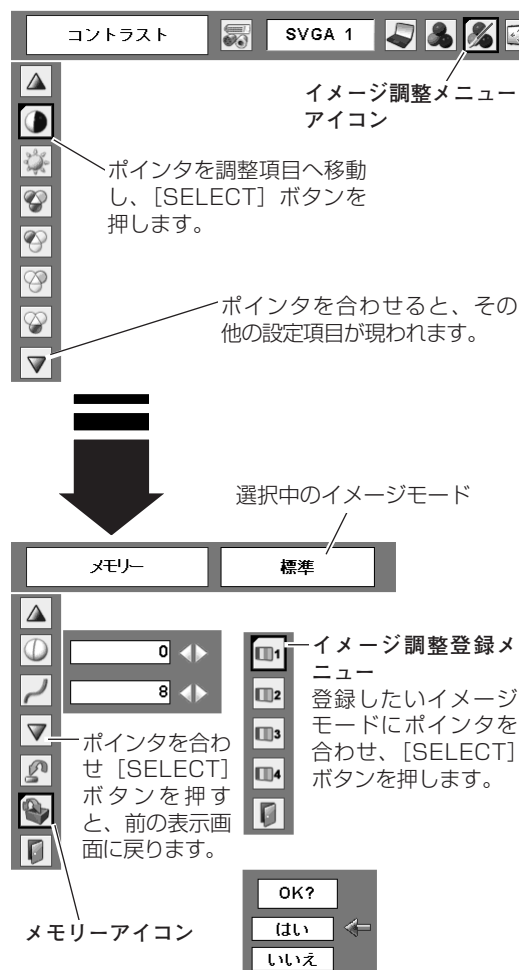 コントラスト
SVGA 1
イメージ調整メニュー
アイコン
ポインタを調整項目へ移動
し、［SELECT］ボタンを
押します。
ポインタを合わせると、その
他の設定項目が現われます。
選択中のイメージモード
メモリー
標準
0
8
1
2
3
4
イメージ調整登録メ
ニュー
登録したいイメージ
モードにポインタを
合わせ、［SELECT］
ボタンを押します。
ポインタを合わ
せ［SELECT］
ボタンを押す
と、前の表示画
面に戻ります。
メモリーアイコン
OK?
はい
いいえ